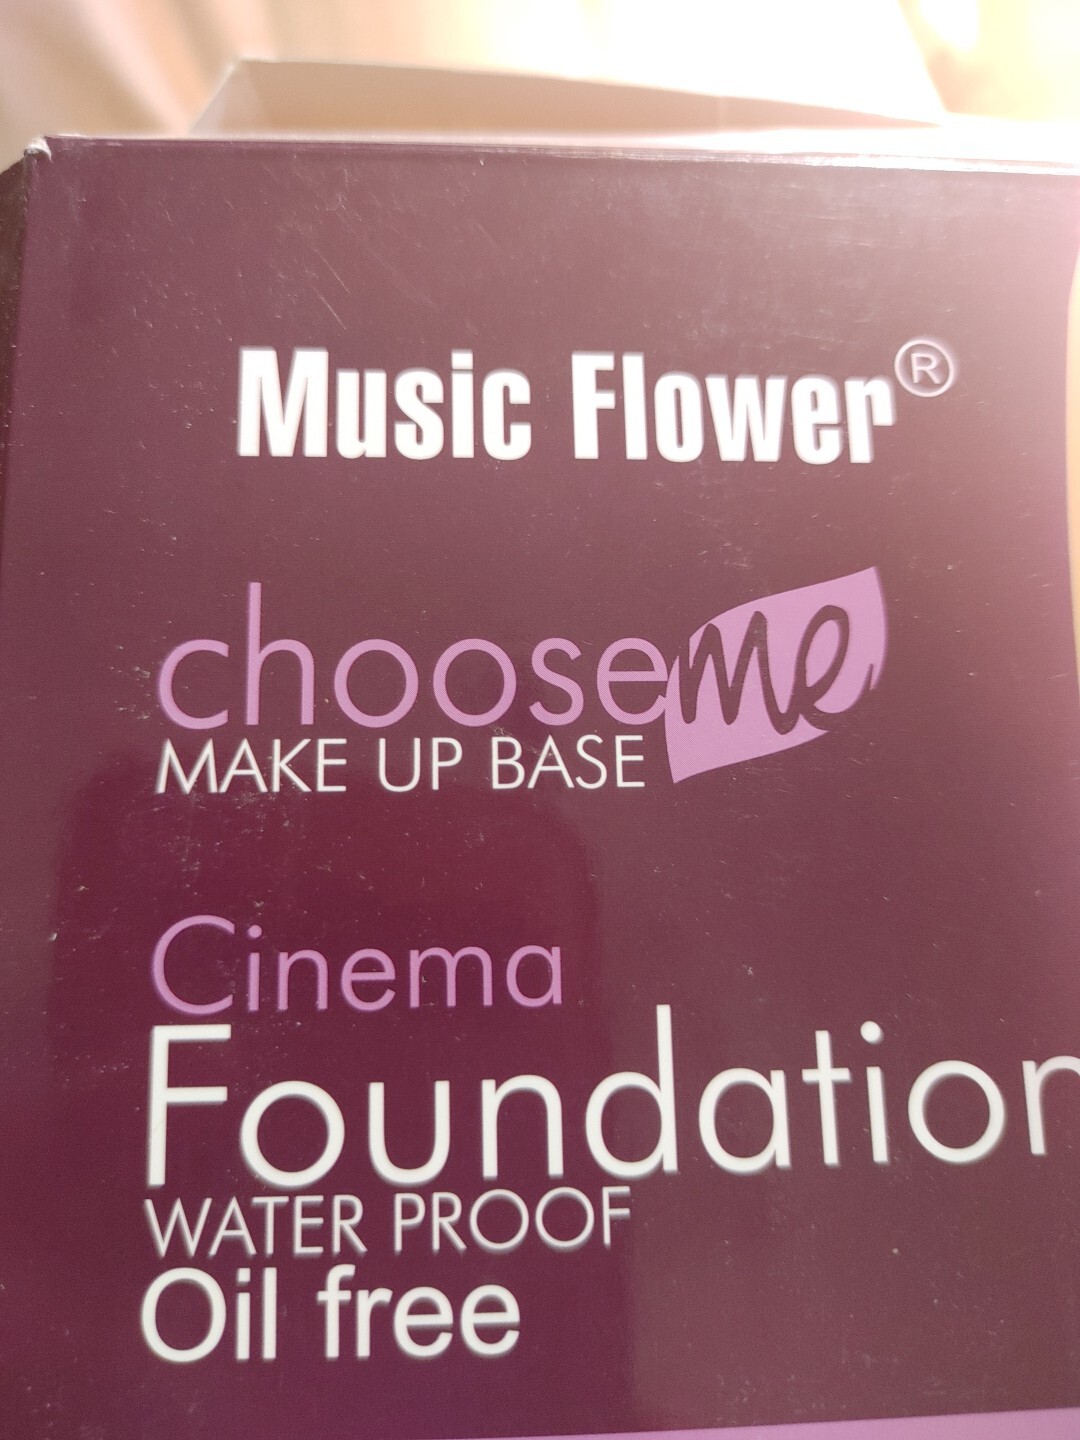 Music Flower®
chooseme
MAKE UP BASE
Cinema
Foundation
WATER PROOF
Oil free